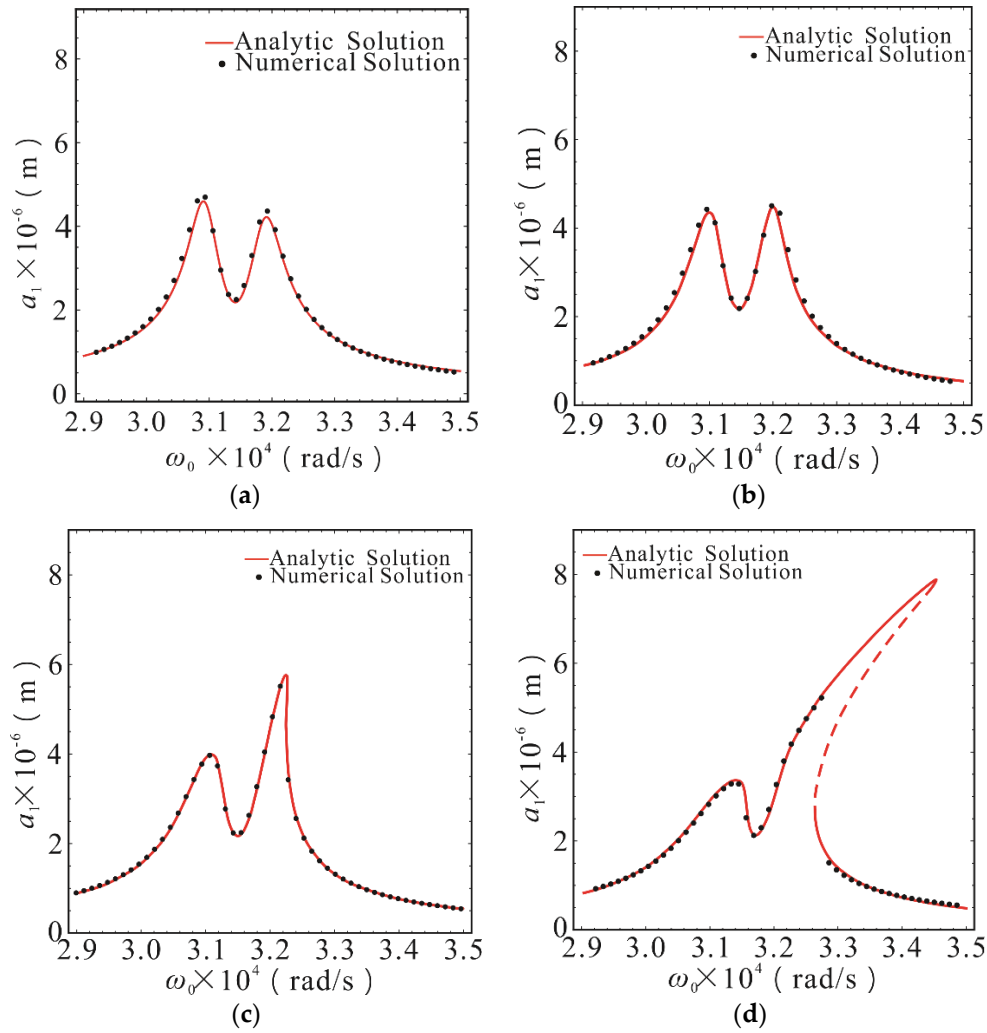 Analytic Solution
Numerical Solution
8
6
4
2
0
a₁ × 10⁻⁶ ( m )
2.9 3.0 3.1 3.2 3.3 3.4 3.5
ω₀ ×10⁴ ( rad/s )
(a)
Analytic Solution
Numerical Solution
8
6
4
2
0
a₁×10⁻⁶ ( m )
2.9 3.0 3.1 3.2 3.3 3.4 3.5
ω₀×10⁴ ( rad/s )
(b)
Analytic Solution
Numerical Solution
8
6
4
2
0
a₁×10⁻⁶ ( m )
2.9 3.0 3.1 3.2 3.3 3.4 3.5
ω₀×10⁴ ( rad/s )
(c)
Analytic Solution
Numerical Solution
8
6
4
2
0
a₁×10⁻⁶ ( m )
2.9 3.0 3.1 3.2 3.3 3.4 3.5
ω₀×10⁴ ( rad/s )
(d)